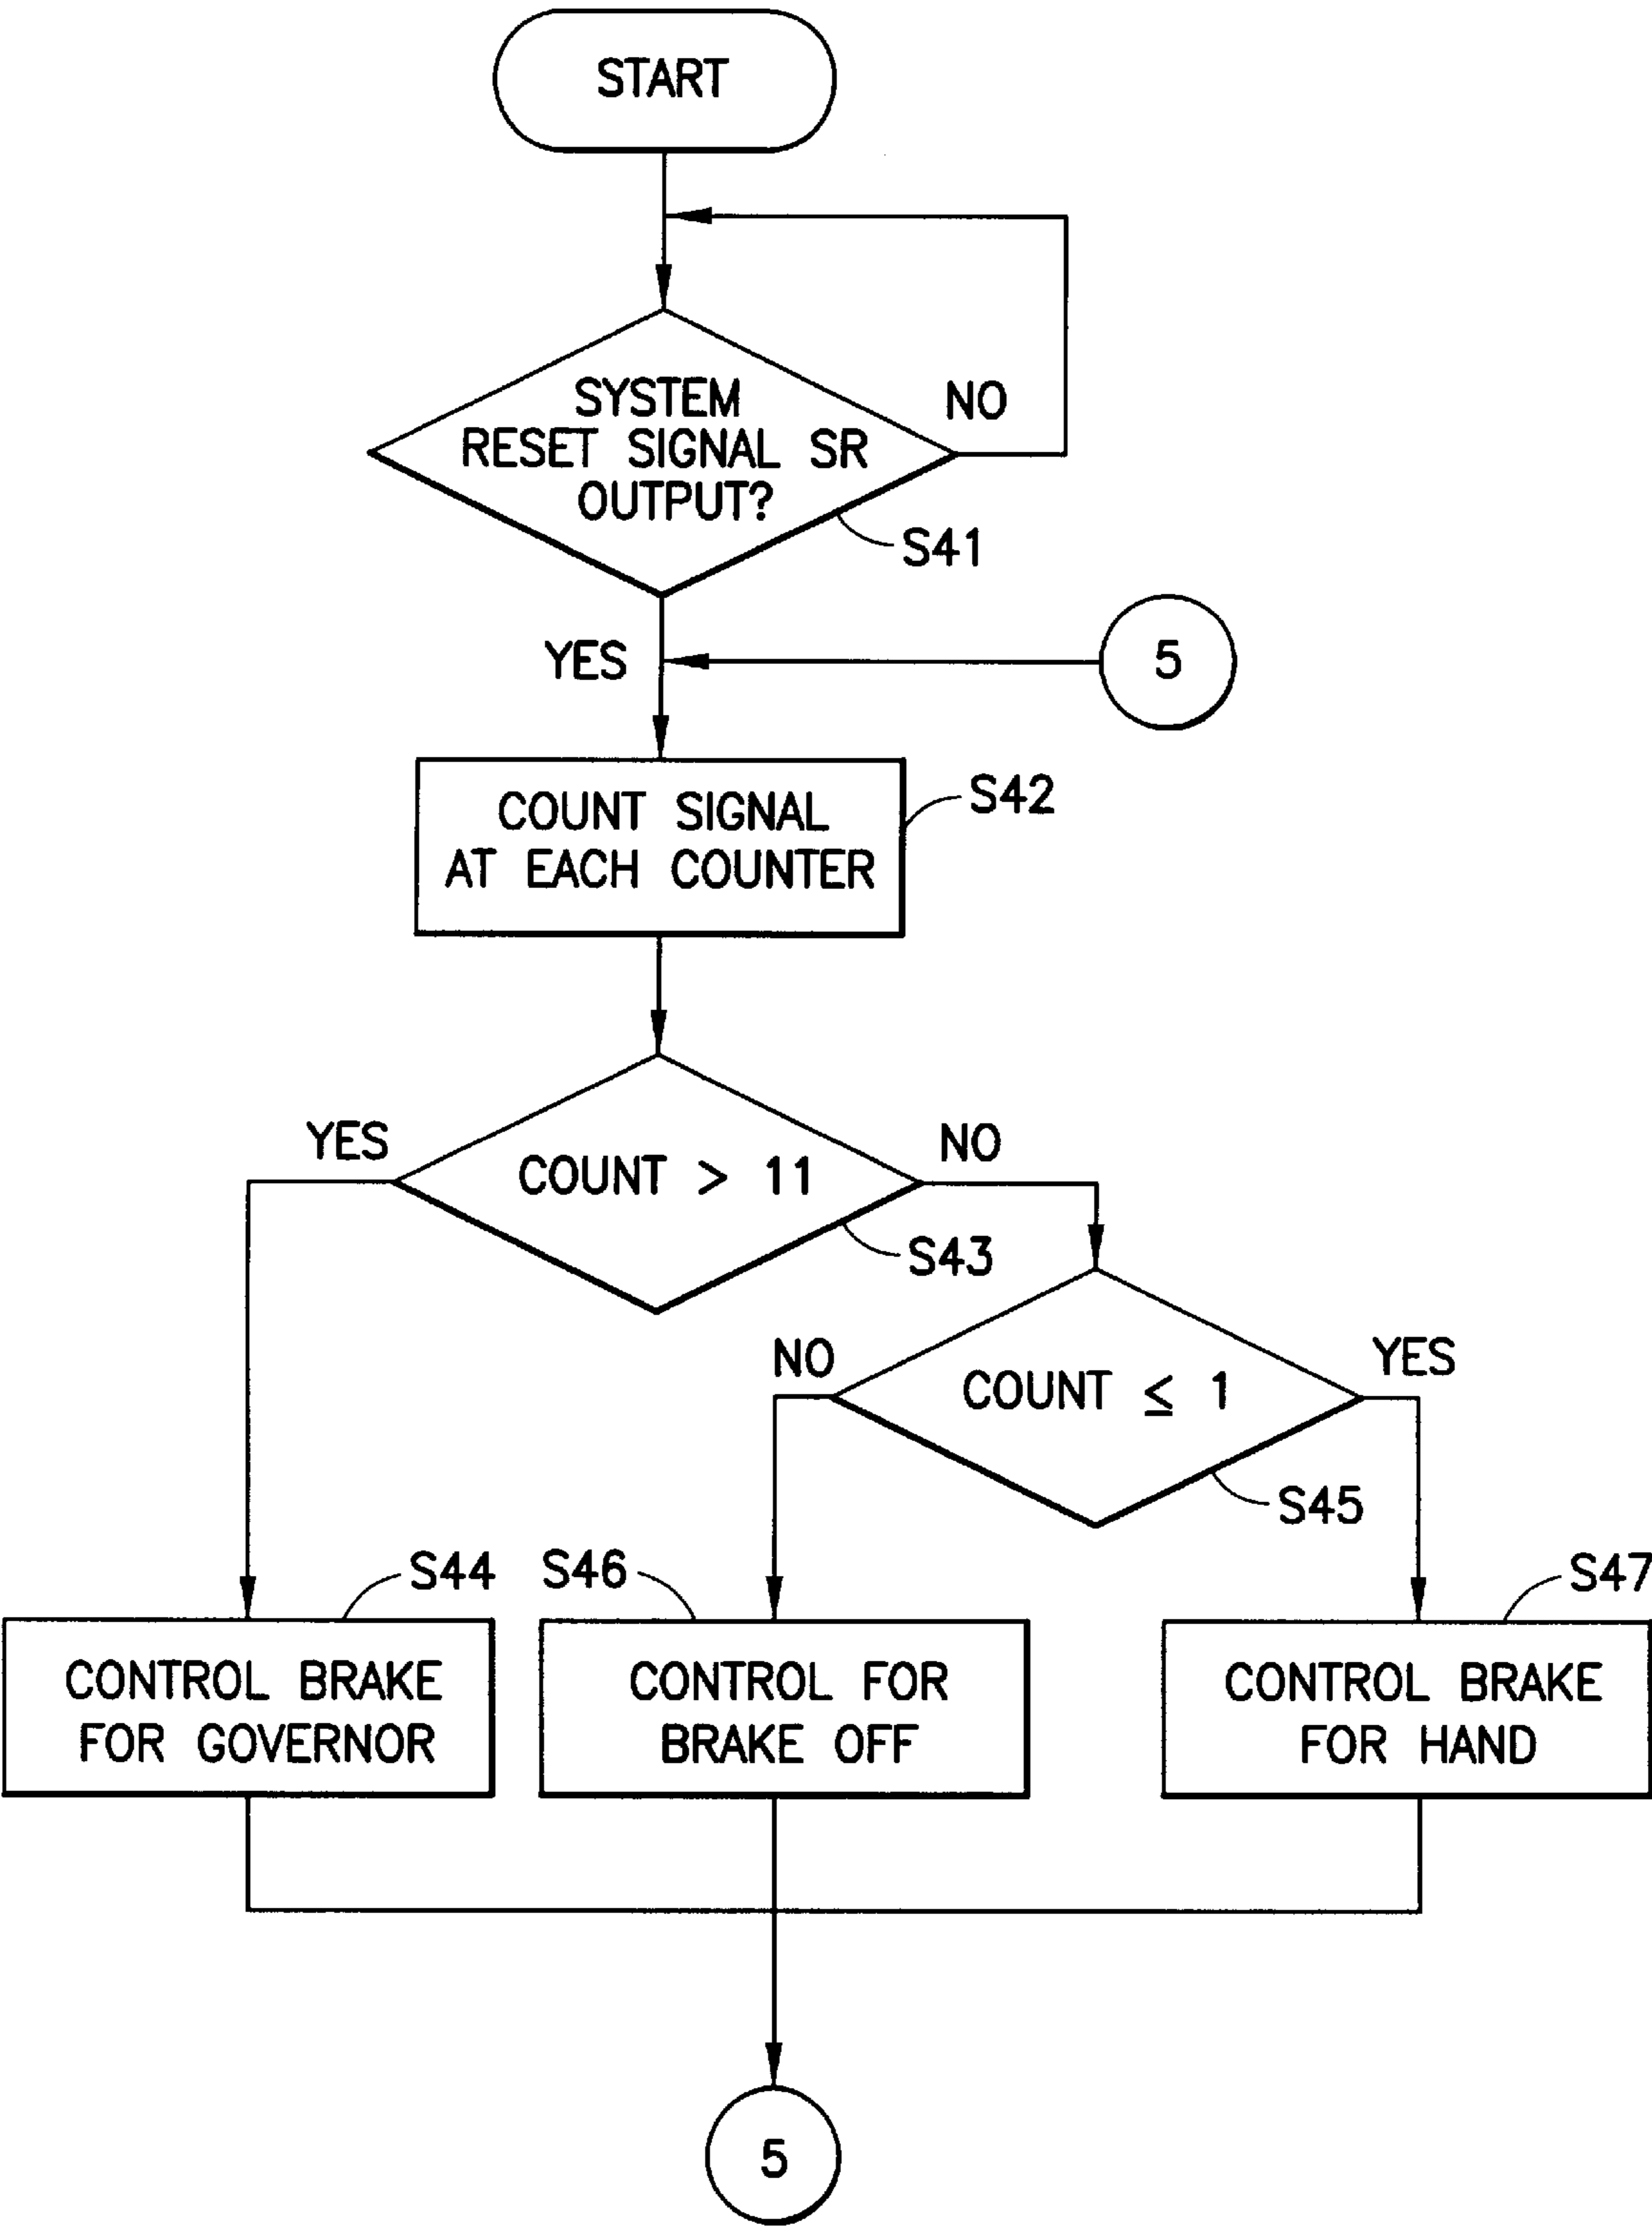 START
SYSTEM
RESET SIGNAL SR
OUTPUT?
NO
S41
YES
5
COUNT SIGNAL
AT EACH COUNTER
S42
YES
COUNT > 11
NO
S43
NO
COUNT ≤ 1
YES
S45
S44
S46
S47
CONTROL BRAKE
FOR GOVERNOR
CONTROL FOR
BRAKE OFF
CONTROL BRAKE
FOR HAND
5